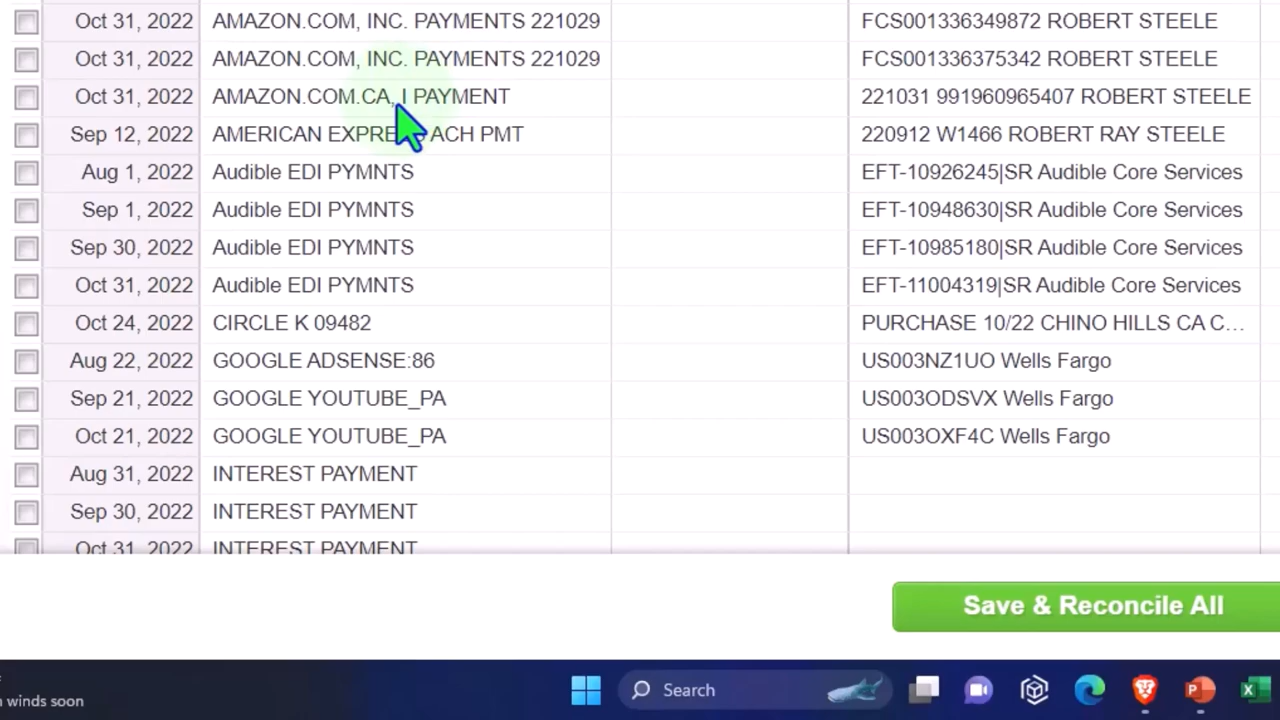 Oct 31, 2022 AMAZON.COM, INC. PAYMENTS 221029 FCS001336349872 ROBERT STEELE
Oct 31, 2022 AMAZON.COM, INC. PAYMENTS 221029 FCS001336375342 ROBERT STEELE
Oct 31, 2022 AMAZON.COM.CA, I PAYMENT 221031 991960965407 ROBERT STEELE
Sep 12, 2022 AMERICAN EXPRESS ACH PMT 220912 W1466 ROBERT RAY STEELE
Aug 1, 2022 Audible EDI PYMNTS EFT-10926245|SR Audible Core Services
Sep 1, 2022 Audible EDI PYMNTS EFT-10948630|SR Audible Core Services
Sep 30, 2022 Audible EDI PYMNTS EFT-10985180|SR Audible Core Services
Oct 31, 2022 Audible EDI PYMNTS EFT-11004319|SR Audible Core Services
Oct 24, 2022 CIRCLE K 09482 PURCHASE 10/22 CHINO HILLS CA C...
Aug 22, 2022 GOOGLE ADSENSE:86 US003NZ1UO Wells Fargo
Sep 21, 2022 GOOGLE YOUTUBE_PA US003ODSVX Wells Fargo
Oct 21, 2022 GOOGLE YOUTUBE_PA US003OXF4C Wells Fargo
Aug 31, 2022 INTEREST PAYMENT
Sep 30, 2022 INTEREST PAYMENT
Oct 31, 2022 INTEREST PAYMENT
Save & Reconcile All
winds soon
Search